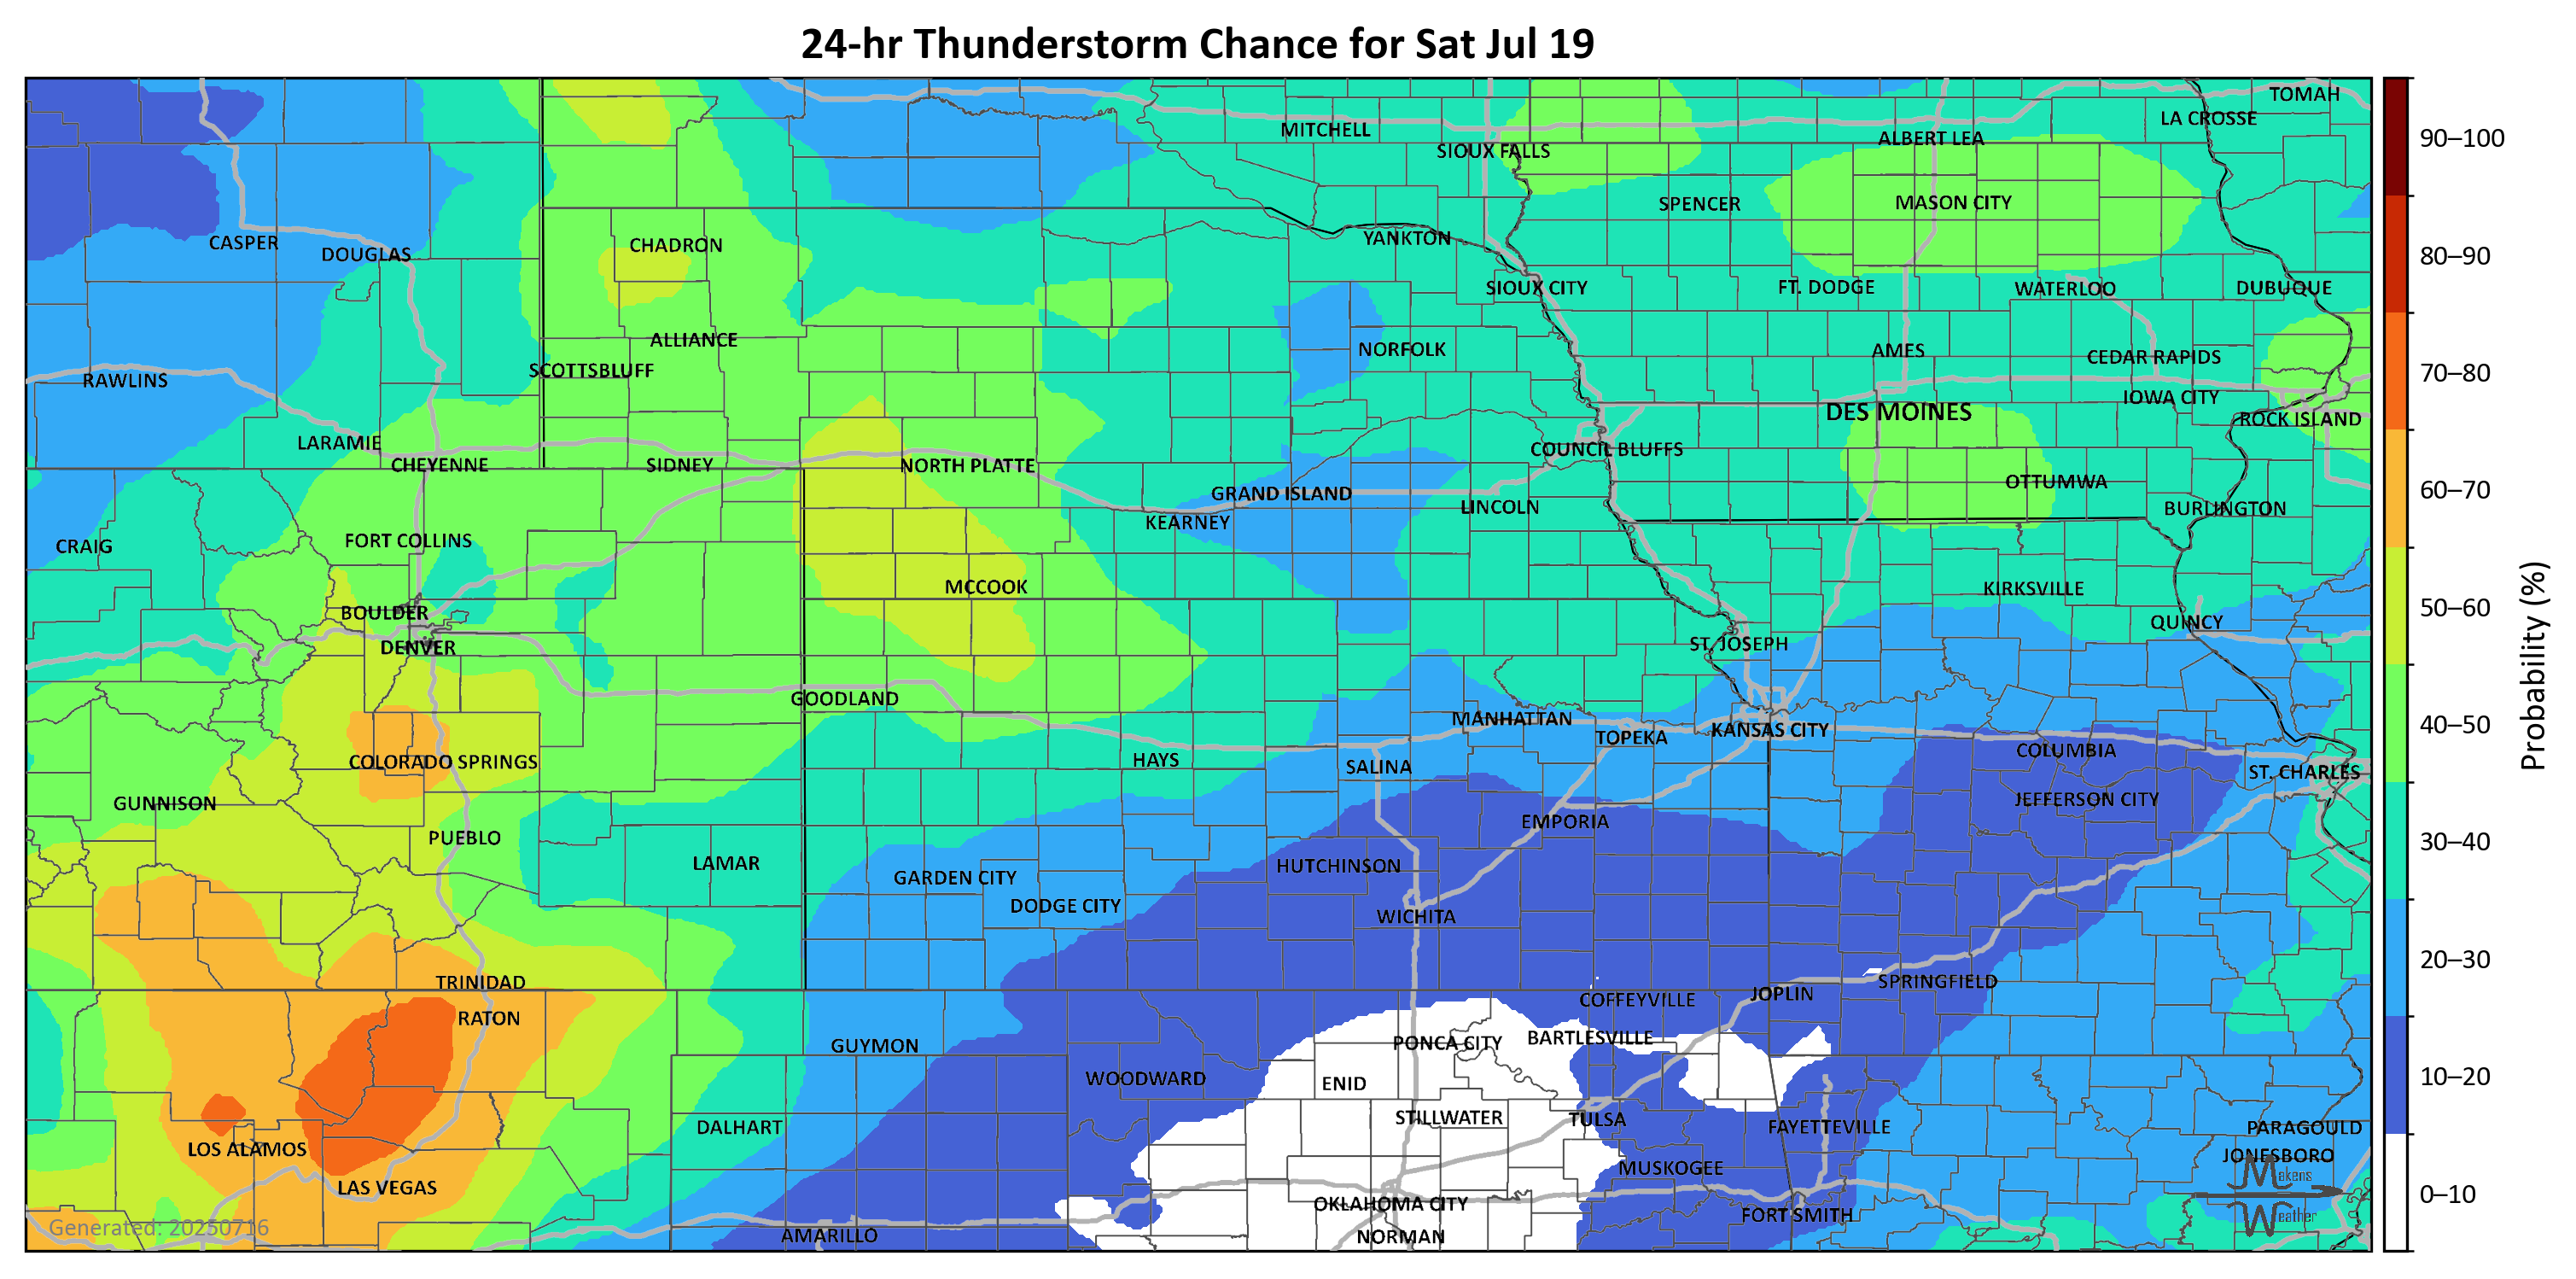 24-hr Thunderstorm Chance for Sat Jul 19
TOMAH
LA CROSSE
MITCHELL
ALBERT LEA
SIOUX FALLS
SPENCER
MASON CITY
CASPER
DOUGLAS
CHADRON
YANKTON
SIOUX CITY
FT. DODGE
WATERLOO
DUBUQUE
ALLIANCE
NORFOLK
AMES
CEDAR RAPIDS
SCOTTSBLUFF
RAWLINS
IOWA CITY
DES MOINES
ROCK ISLAND
LARAMIE
COUNCIL BLUFFS
CHEYENNE
SIDNEY
NORTH PLATTE
OTTUMWA
GRAND ISLAND
LINCOLN
BURLINGTON
KEARNEY
CRAIG
FORT COLLINS
MCCOOK
KIRKSVILLE
BOULDER
QUINCY
DENVER
ST. JOSEPH
GOODLAND
MANHATTAN
TOPEKA
KANSAS CITY
COLUMBIA
COLORADO SPRINGS
HAYS
SALINA
ST. CHARLES
GUNNISON
JEFFERSON CITY
PUEBLO
EMPORIA
LAMAR
HUTCHINSON
GARDEN CITY
DODGE CITY
WICHITA
TRINIDAD
SPRINGFIELD
JOPLIN
COFFEYVILLE
RATON
GUYMON
PONCA CITY
BARTLESVILLE
WOODWARD
ENID
STILLWATER
TULSA
DALHART
FAYETTEVILLE
PARAGOULD
LOS ALAMOS
JONESBORO
MUSKOGEE
LAS VEGAS
OKLAHOMA CITY
FORT SMITH
AMARILLO
NORMAN
Generated: 20250716
Makens
Weather
90–100
80–90
70–80
60–70
50–60
40–50
30–40
20–30
10–20
0–10
Probability (%)